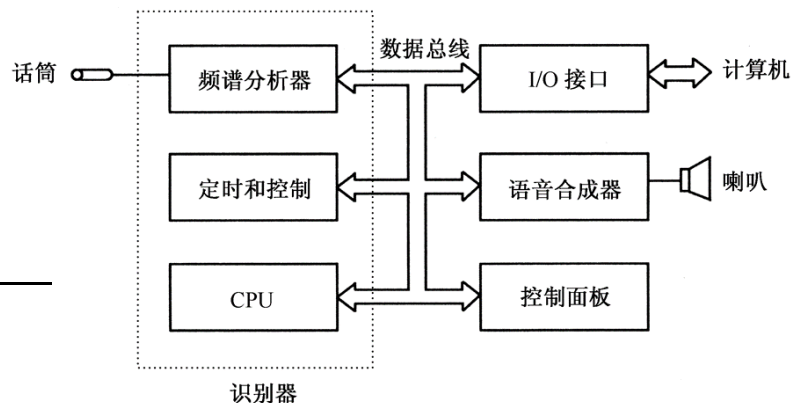 数据总线
话筒
频谱分析器
I/O 接口
计算机
定时和控制
语音合成器
喇叭
CPU
控制面板
识别器